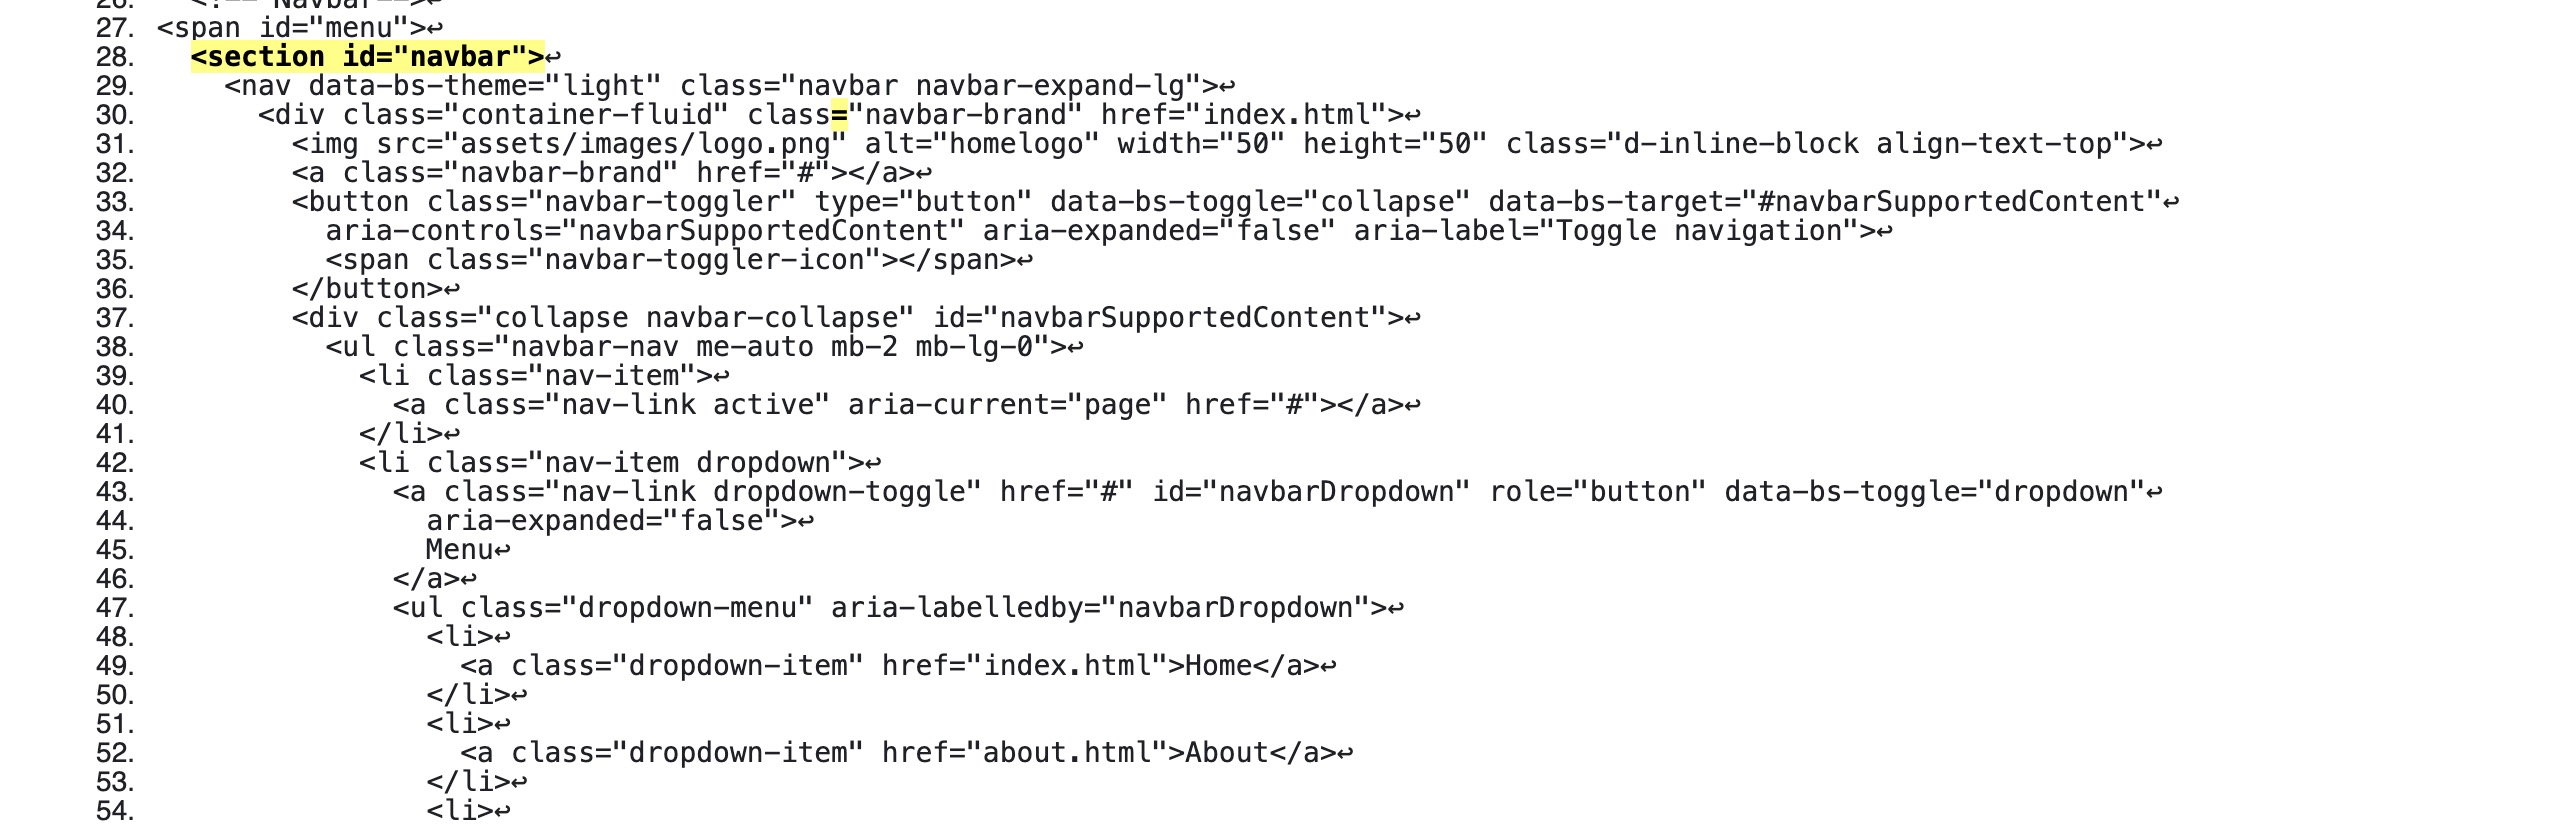 26. <!-- Navbar-->↩
27. <span id="menu">↩
28. <section id="navbar">↩
29. <nav data-bs-theme="light" class="navbar navbar-expand-lg">↩
30. <div class="container-fluid" class="navbar-brand" href="index.html">↩
31. <img src="assets/images/logo.png" alt="homelogo" width="50" height="50" class="d-inline-block align-text-top">↩
32. <a class="navbar-brand" href="#"></a>↩
33. <button class="navbar-toggler" type="button" data-bs-toggle="collapse" data-bs-target="#navbarSupportedContent"↩
34. aria-controls="navbarSupportedContent" aria-expanded="false" aria-label="Toggle navigation">↩
35. <span class="navbar-toggler-icon"></span>↩
36. </button>↩
37. <div class="collapse navbar-collapse" id="navbarSupportedContent">↩
38. <ul class="navbar-nav me-auto mb-2 mb-lg-0">↩
39. <li class="nav-item">↩
40. <a class="nav-link active" aria-current="page" href="#"></a>↩
41. </li>↩
42. <li class="nav-item dropdown">↩
43. <a class="nav-link dropdown-toggle" href="#" id="navbarDropdown" role="button" data-bs-toggle="dropdown"↩
44. aria-expanded="false">↩
45. Menu↩
46. </a>↩
47. <ul class="dropdown-menu" aria-labelledby="navbarDropdown">↩
48. <li>↩
49. <a class="dropdown-item" href="index.html">Home</a>↩
50. </li>↩
51. <li>↩
52. <a class="dropdown-item" href="about.html">About</a>↩
53. </li>↩
54. <li>↩